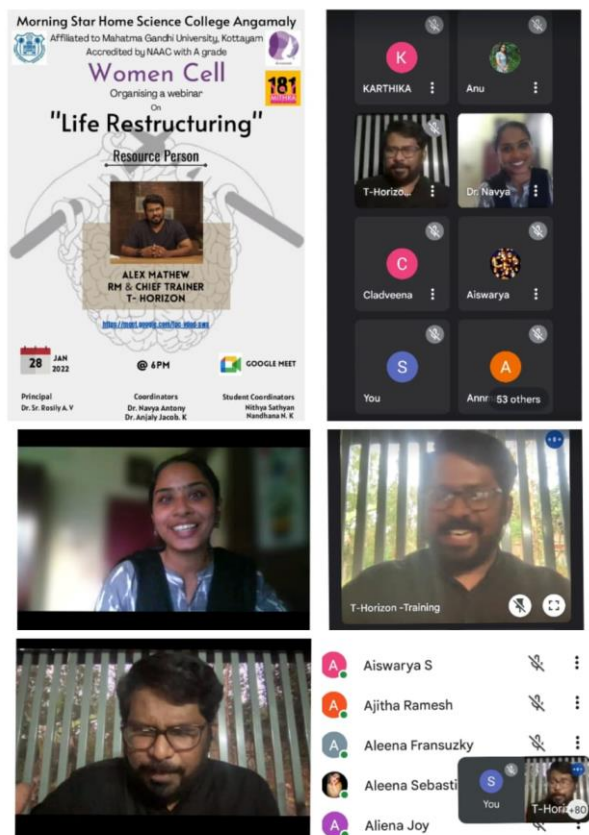 Morning Star Home Science College Angamaly
Affiliated to Mahatma Gandhi University, Kottayam
Accredited by NAAC with A grade
Women Cell
181
Organising a webinar
On
"Life Restructuring"
Resource Person
ALEX MATHEW
RM & CHIEF TRAINER
T- HORIZON
28 JAN
2022
@ 6PM
GOOGLE MEET
Principal
Dr. Sr. Rosily A. V
Coordinators
Dr. Navya Antony
Dr. Anjaly Jacob. K
Student Coordinators
Nithya Sathyan
Nandhana N. K
K
KARTHIKA
Anu
T-Horizo...
Dr. Navya
C
Cladveena
Aiswarya
S
You
A
Annr
53 others
T-Horizon -Training
A Aiswarya S
A Ajitha Ramesh
A Aleena Fransuzky
Aleena Sebasti
A Aliena Joy
S
You
T-Horiz
+80